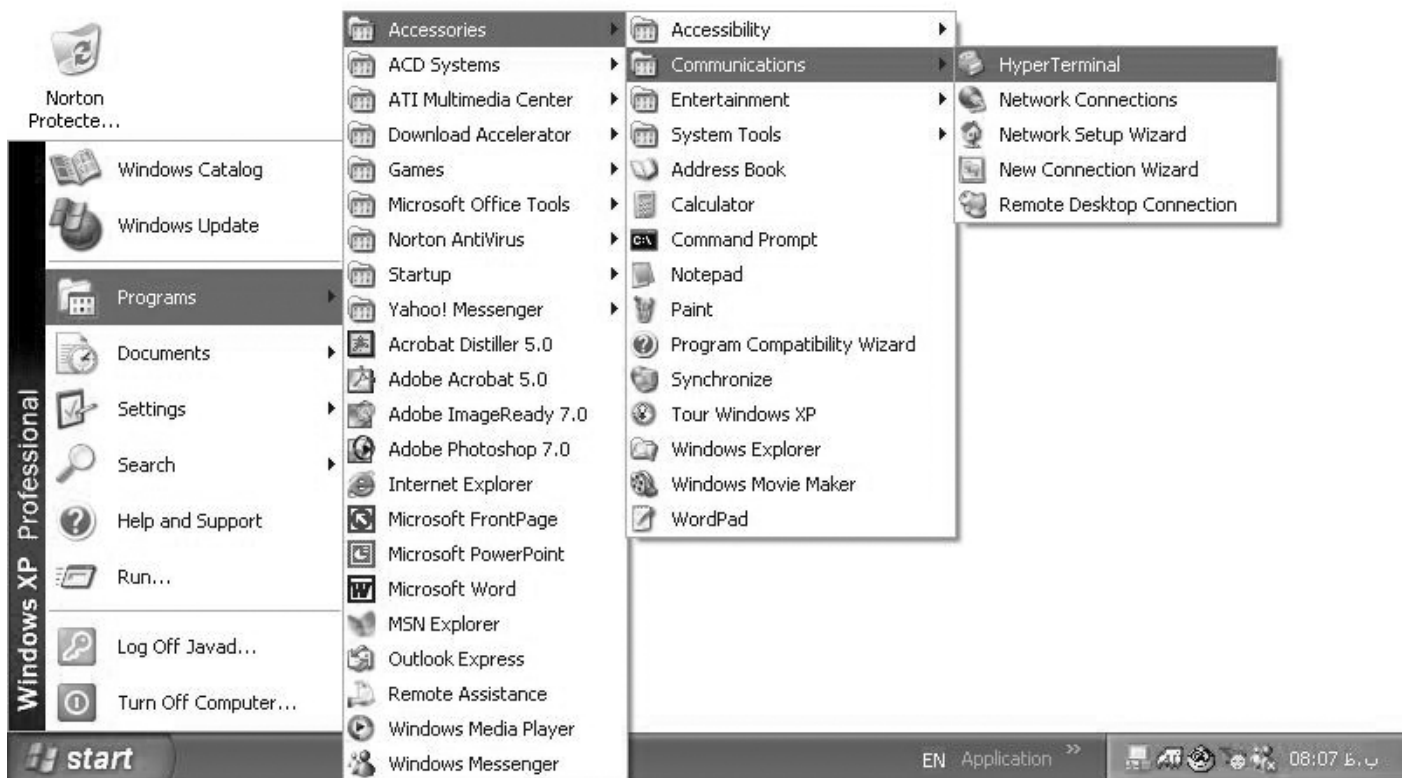 Norton
Protecte...
Windows XP Professional
Windows Catalog
Windows Update
Programs
Documents
Settings
Search
Help and Support
Run...
Log Off Javad...
Turn Off Computer...
Accessories
ACD Systems
ATI Multimedia Center
Download Accelerator
Games
Microsoft Office Tools
Norton AntiVirus
Startup
Yahoo! Messenger
Acrobat Distiller 5.0
Adobe Acrobat 5.0
Adobe ImageReady 7.0
Adobe Photoshop 7.0
Internet Explorer
Microsoft FrontPage
Microsoft PowerPoint
Microsoft Word
MSN Explorer
Outlook Express
Remote Assistance
Windows Media Player
Windows Messenger
Accessibility
Communications
Entertainment
System Tools
Address Book
Calculator
C:\
Command Prompt
Notepad
Paint
Program Compatibility Wizard
Synchronize
Tour Windows XP
Windows Explorer
Windows Movie Maker
WordPad
HyperTerminal
Network Connections
Network Setup Wizard
New Connection Wizard
Remote Desktop Connection
start
EN Application »
ATI
08:07 ب.ظ